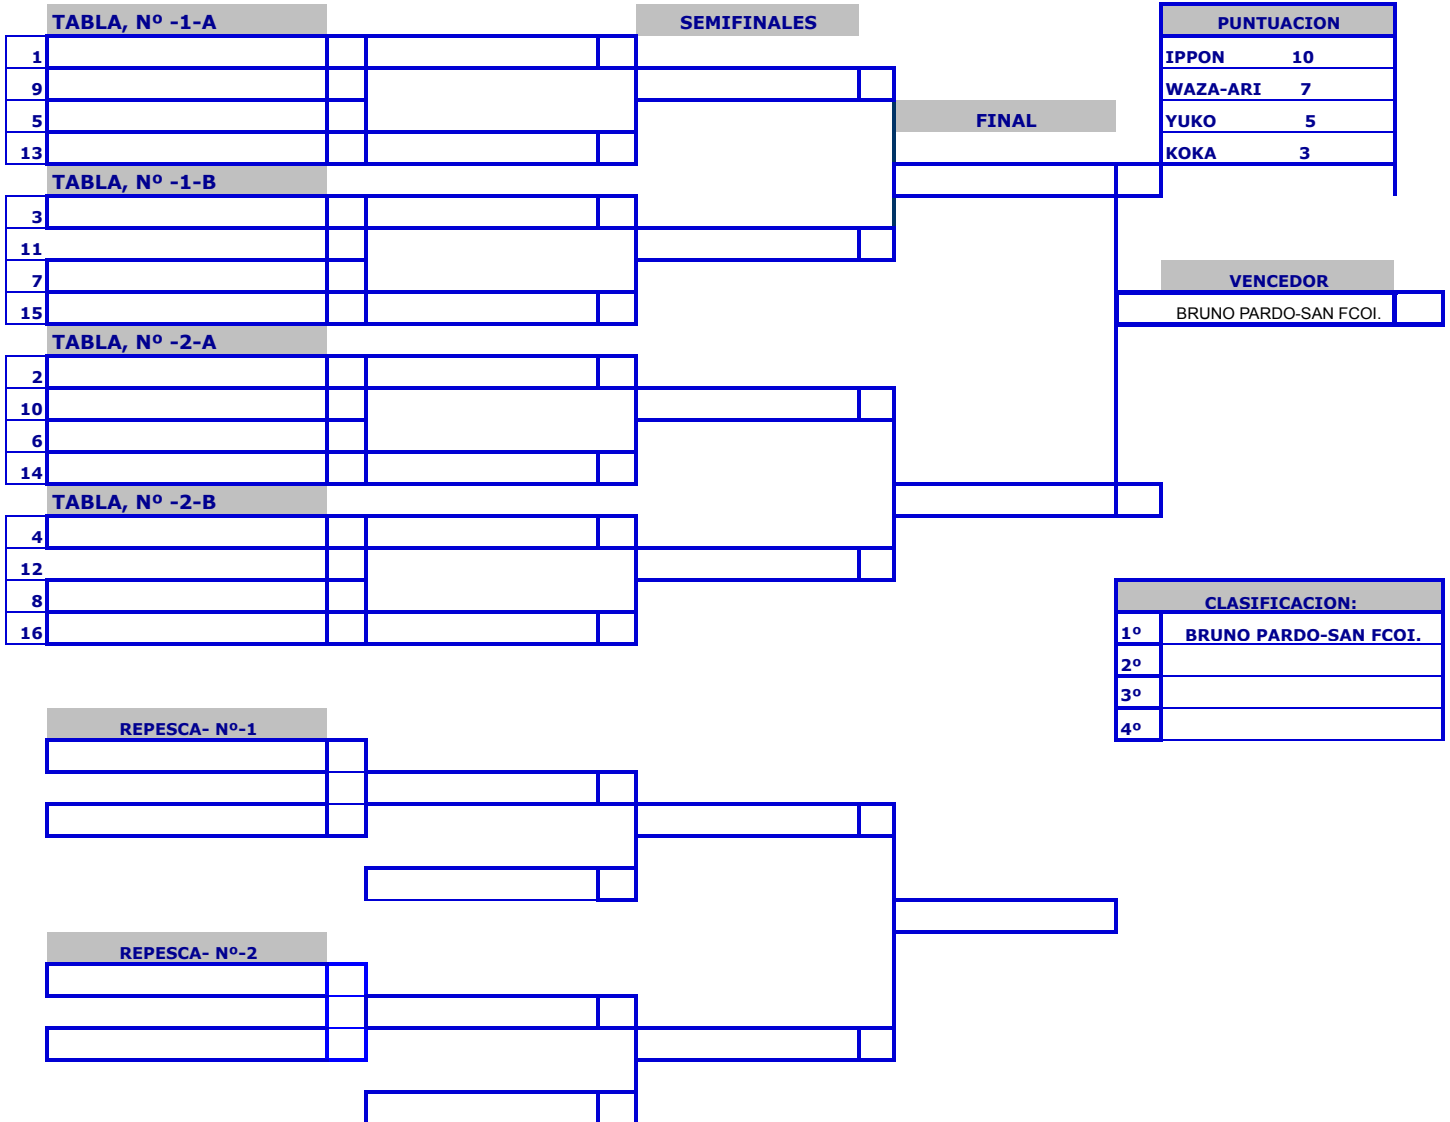 TABLA, Nº -1-A
SEMIFINALES
PUNTUACION
1
IPPON 10
9
WAZA-ARI 7
5
FINAL
YUKO 5
13
KOKA 3
TABLA, Nº -1-B
3
11
7
VENCEDOR
15
BRUNO PARDO-SAN FCOI.
TABLA, Nº -2-A
2
10
6
14
TABLA, Nº -2-B
4
12
8
CLASIFICACION:
16
1º BRUNO PARDO-SAN FCOI.
2º
3º
4º
REPESCA- Nº-1
REPESCA- Nº-2